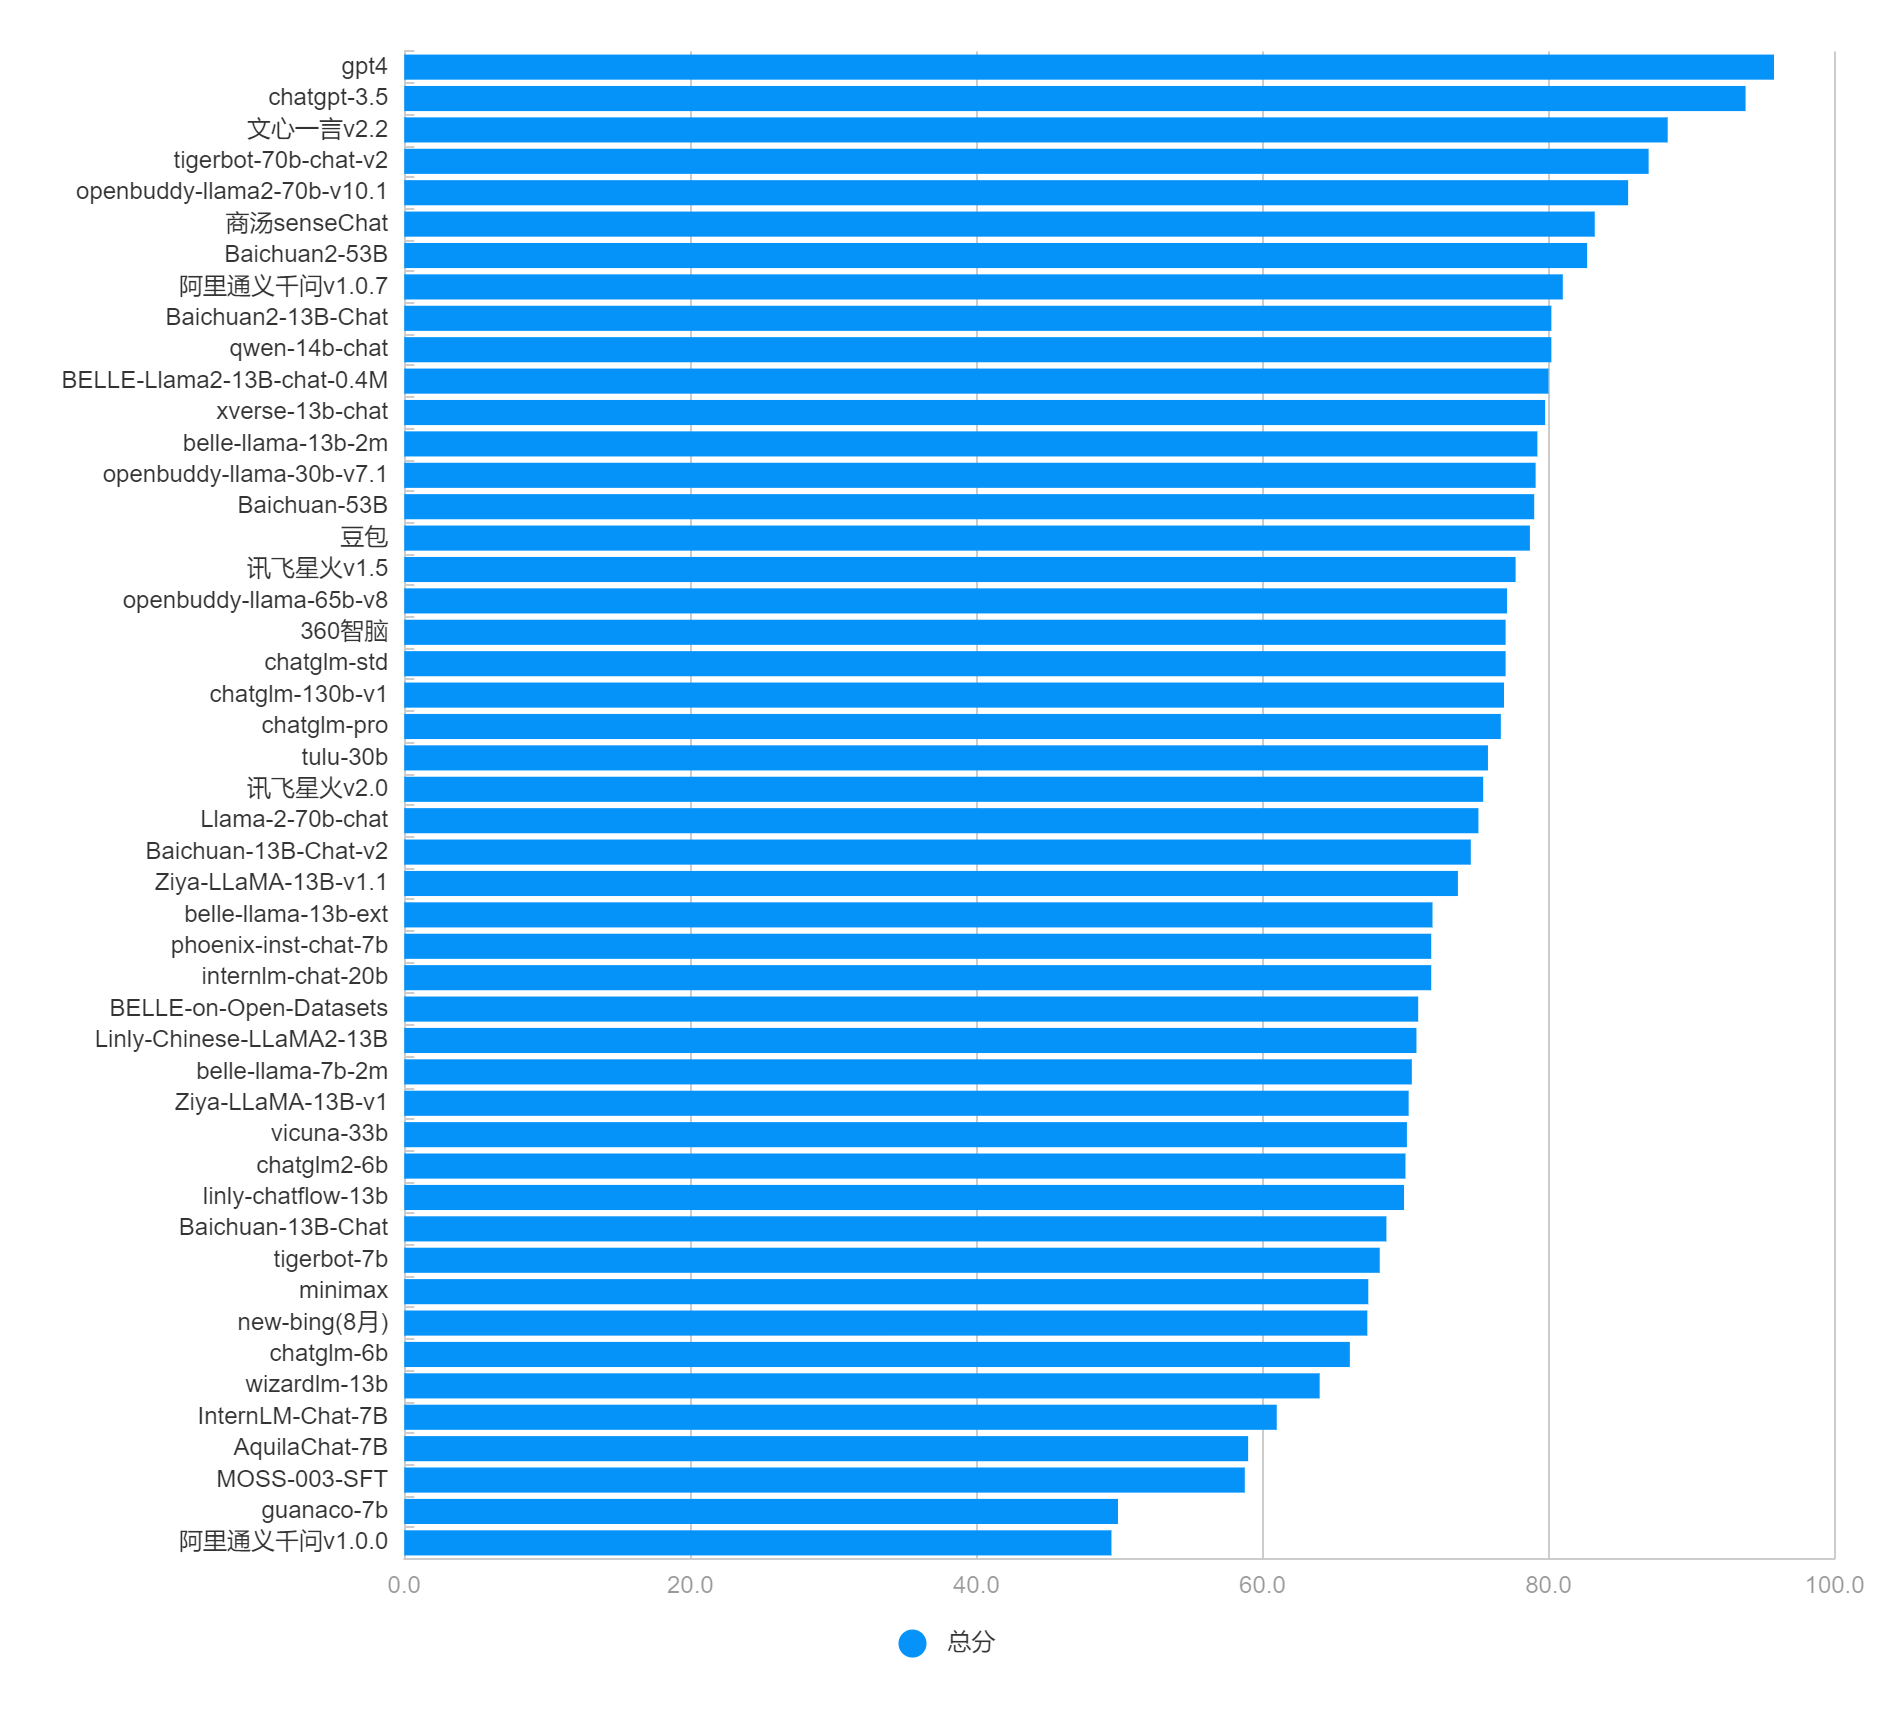 gpt4
chatgpt-3.5
文心一言v2.2
tigerbot-70b-chat-v2
openbuddy-llama2-70b-v10.1
商汤senseChat
Baichuan2-53B
阿里通义千问v1.0.7
Baichuan2-13B-Chat
qwen-14b-chat
BELLE-Llama2-13B-chat-0.4M
xverse-13b-chat
belle-llama-13b-2m
openbuddy-llama-30b-v7.1
Baichuan-53B
豆包
讯飞星火v1.5
openbuddy-llama-65b-v8
360智脑
chatglm-std
chatglm-130b-v1
chatglm-pro
tulu-30b
讯飞星火v2.0
Llama-2-70b-chat
Baichuan-13B-Chat-v2
Ziya-LLaMA-13B-v1.1
belle-llama-13b-ext
phoenix-inst-chat-7b
internlm-chat-20b
BELLE-on-Open-Datasets
Linly-Chinese-LLaMA2-13B
belle-llama-7b-2m
Ziya-LLaMA-13B-v1
vicuna-33b
chatglm2-6b
linly-chatflow-13b
Baichuan-13B-Chat
tigerbot-7b
minimax
new-bing(8月)
chatglm-6b
wizardlm-13b
InternLM-Chat-7B
AquilaChat-7B
MOSS-003-SFT
guanaco-7b
阿里通义千问v1.0.0
0.0 20.0 40.0 60.0 80.0 100.0
总分